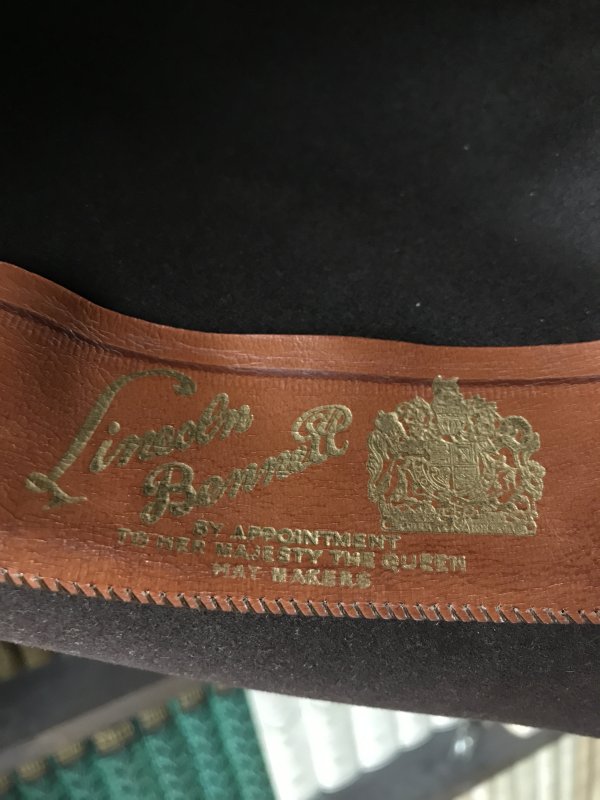 Lincoln
Bennett
BY APPOINTMENT
TO HER MAJESTY THE QUEEN
HAT MAKERS